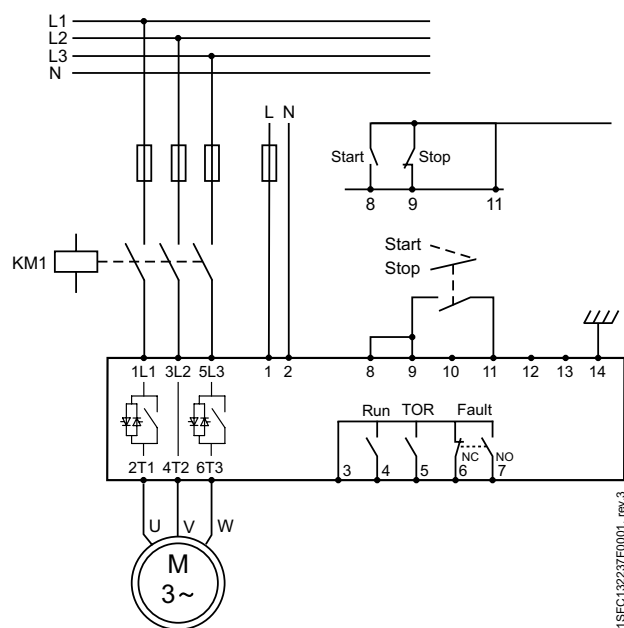 L1
L2
L3
N
L N
Start Stop
8 9 11
Start
Stop
KM1
1L1 3L2 5L3 1 2 8 9 10 11 12 13 14
Run TOR Fault
NC NO
2T1 4T2 6T3 3 4 5 6 7
U V W
M
3~
1SFC132237F0001, rev.3